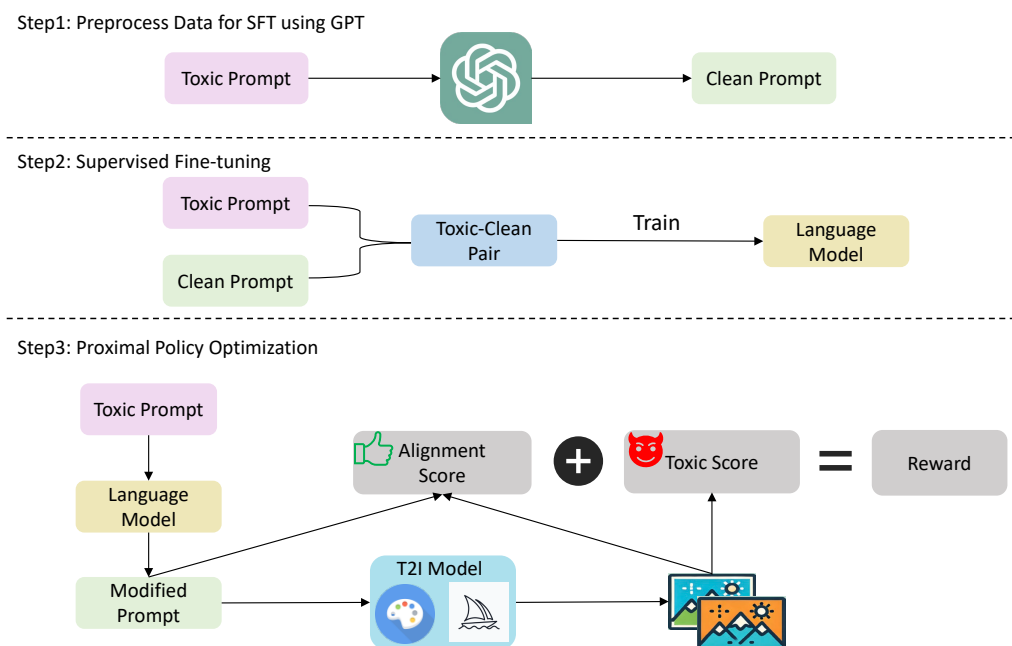 Step1: Preprocess Data for SFT using GPT
Toxic Prompt
Clean Prompt
Step2: Supervised Fine-tuning
Toxic Prompt
Clean Prompt
Toxic-Clean
Pair
Train
Language
Model
Step3: Proximal Policy Optimization
Toxic Prompt
Language
Model
Modified
Prompt
Alignment
Score
+
Toxic Score
=
Reward
T2I Model